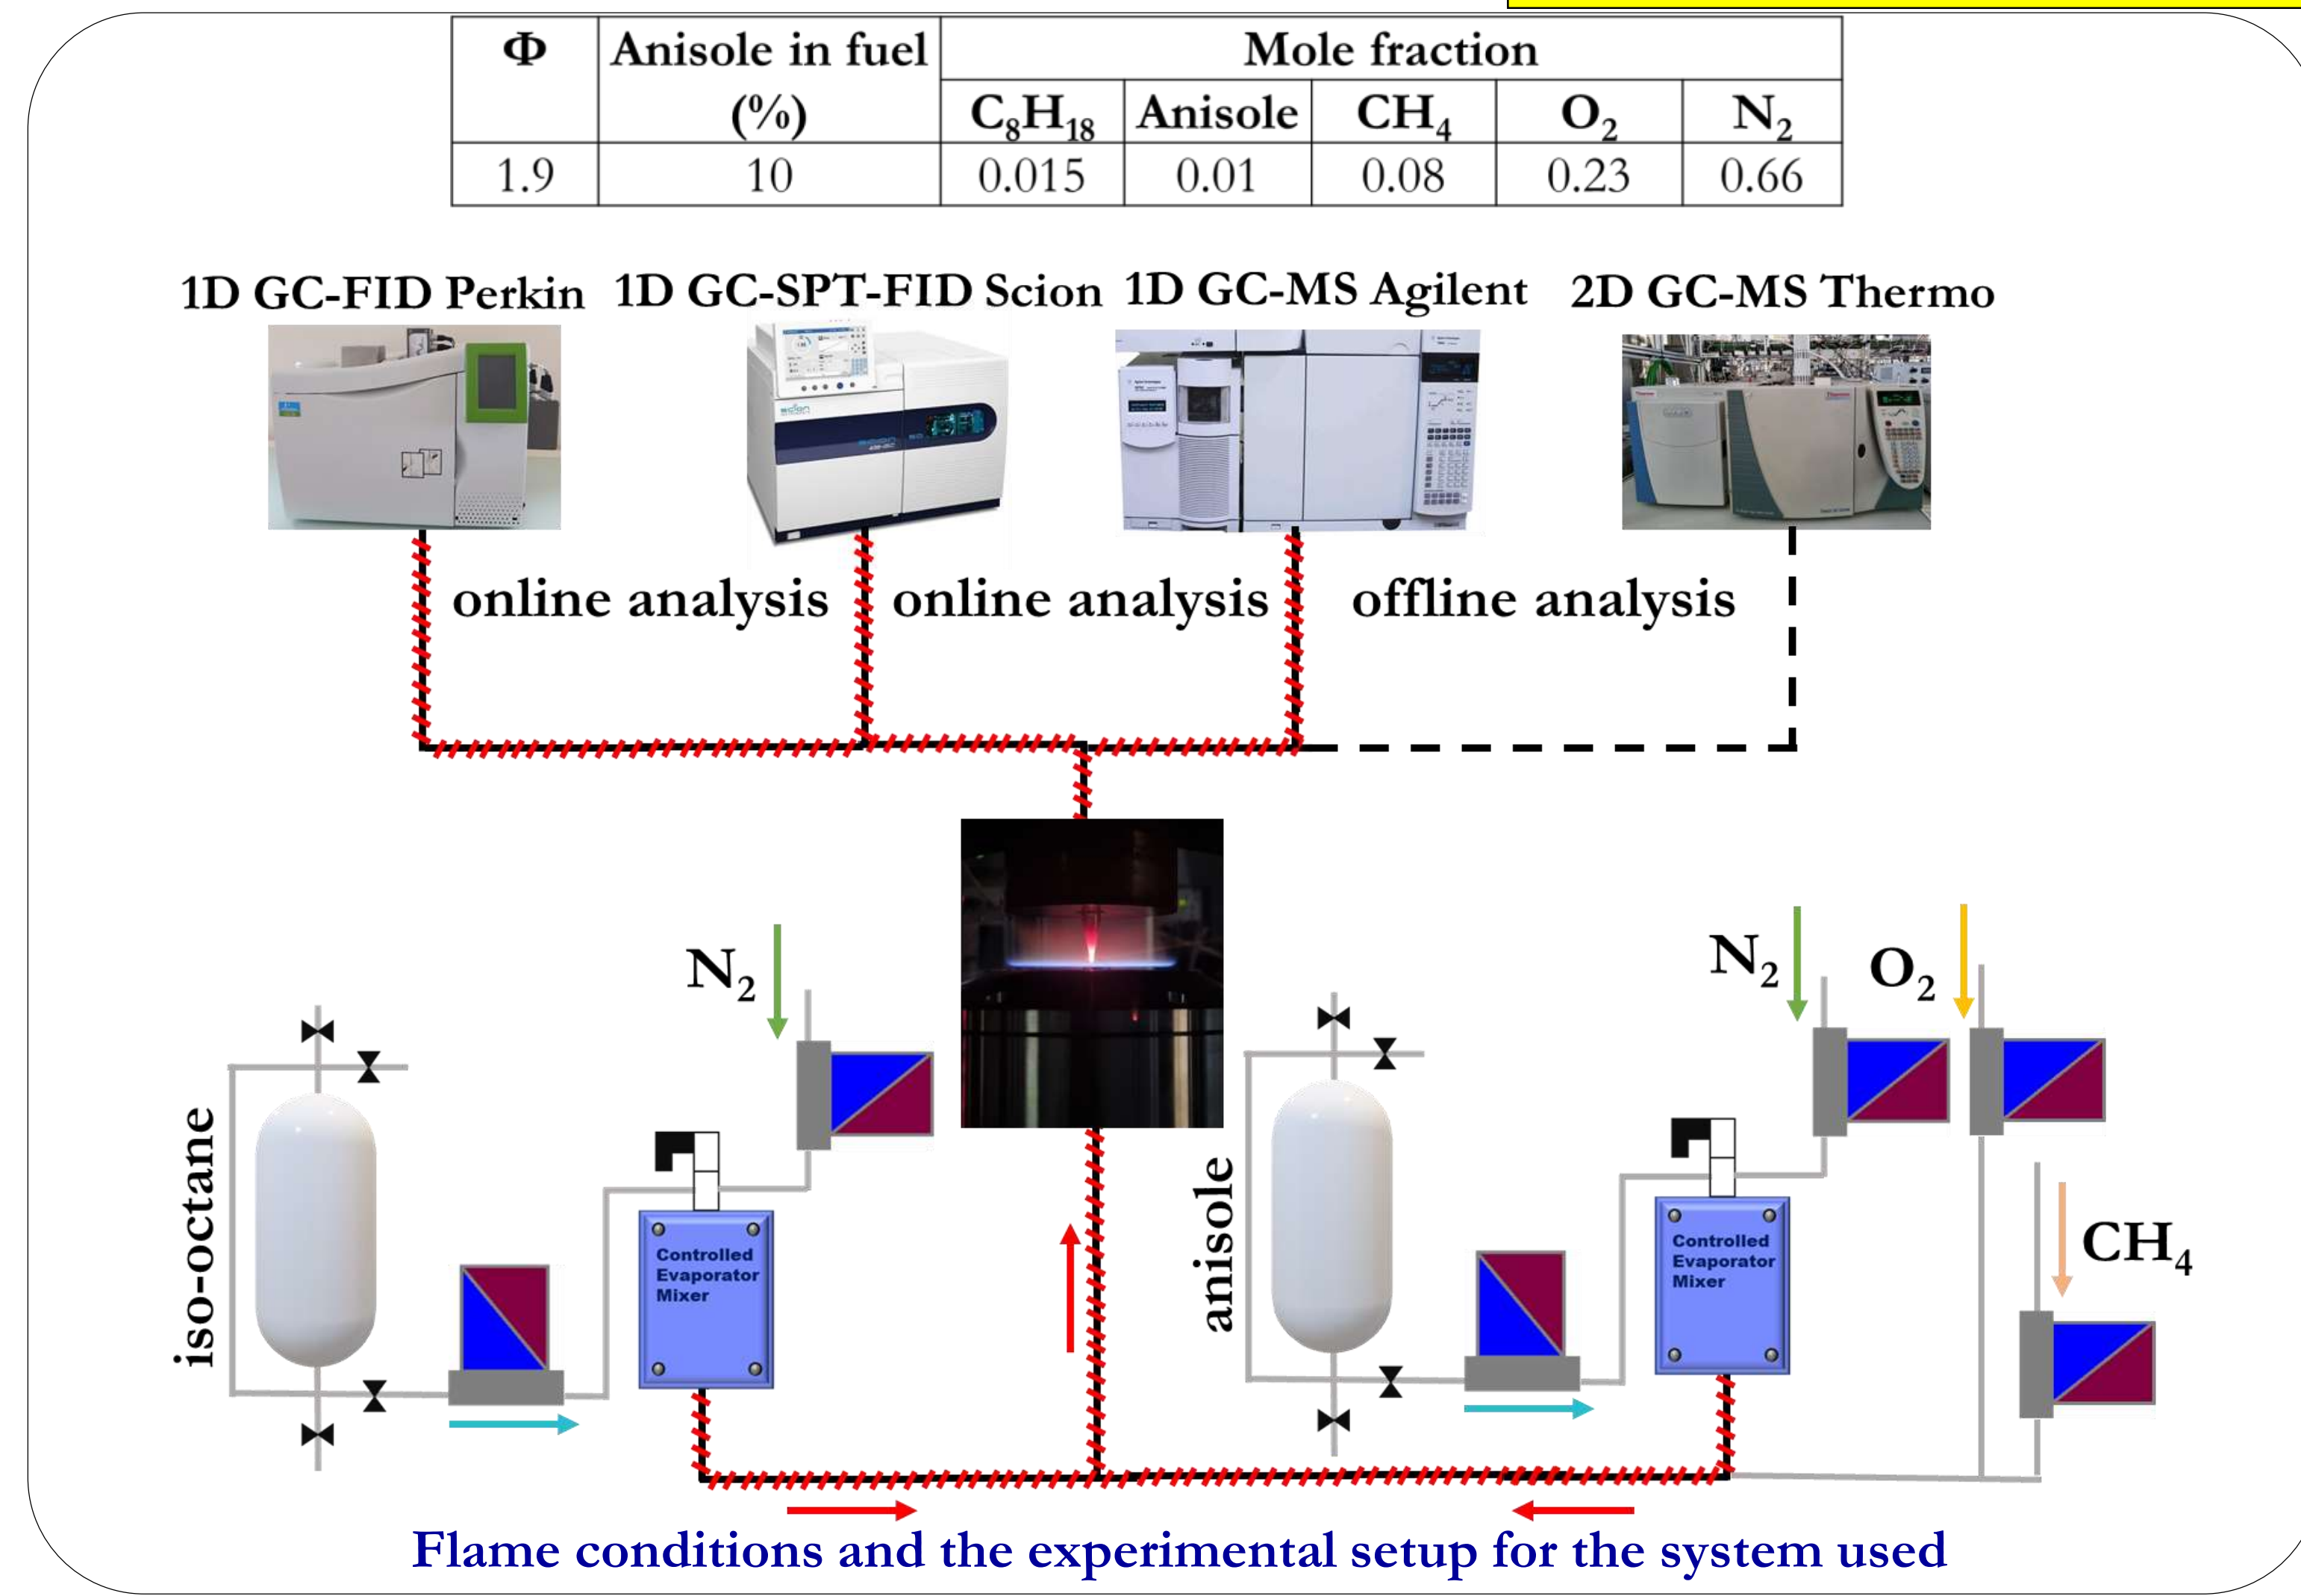 Φ Anisole in fuel (%) Mole fraction
C₈H₁₈ Anisole CH₄ O₂ N₂
1.9 10 0.015 0.01 0.08 0.23 0.66
1D GC-FID Perkin 1D GC-SPT-FID Scion 1D GC-MS Agilent 2D GC-MS Thermo
scion
online analysis online analysis offline analysis
N₂
N₂
O₂
iso-octane
anisole
Controlled
Evaporator
Mixer
Controlled
Evaporator
Mixer
CH₄
Flame conditions and the experimental setup for the system used